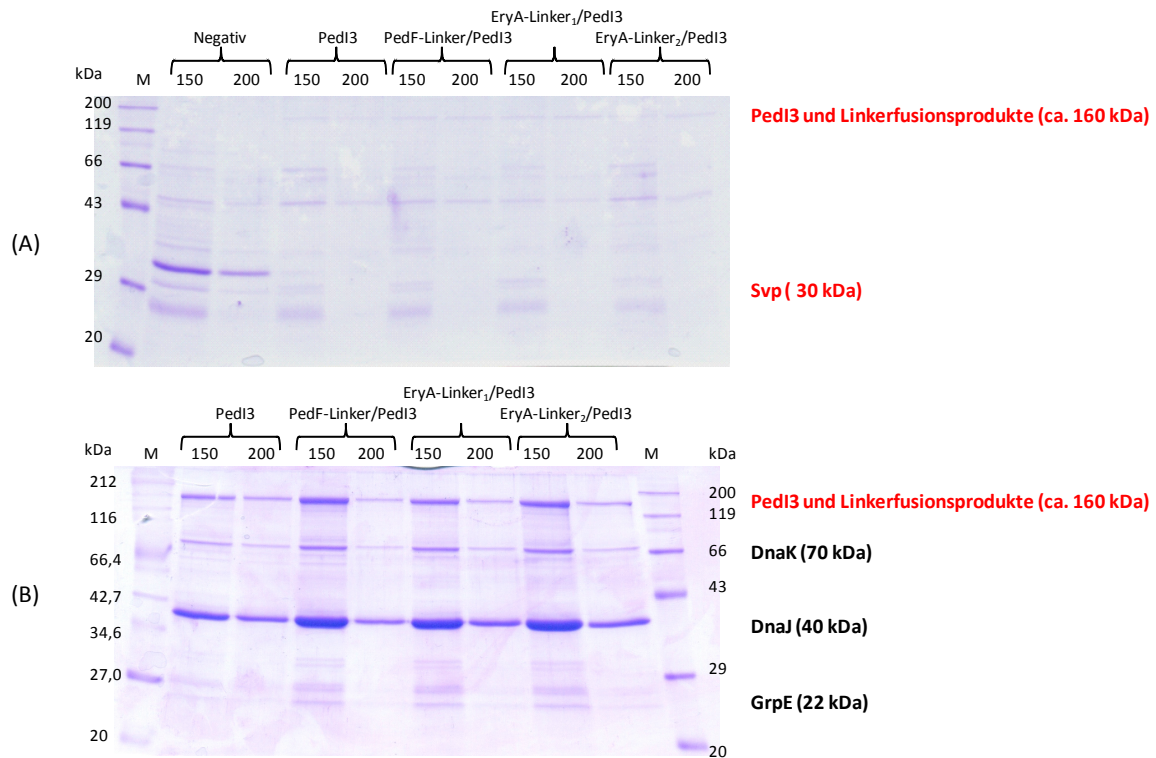 EryA-Linker₁/PedI3
Negativ PedI3 PedF-Linker/PedI3 EryA-Linker₂/PedI3
kDa M 150 200 150 200 150 200 150 200 150 200
200
119
66
43
29
20
(A)
PedI3 und Linkerfusionsprodukte (ca. 160 kDa)
Svp ( 30 kDa)
EryA-Linker₁/PedI3
PedI3 PedF-Linker/PedI3 EryA-Linker₂/PedI3
kDa M 150 200 150 200 150 200 150 200 M kDa
212
116
66,4
42,7
34,6
27,0
20
(B)
200
119
66
43
29
20
PedI3 und Linkerfusionsprodukte (ca. 160 kDa)
DnaK (70 kDa)
DnaJ (40 kDa)
GrpE (22 kDa)